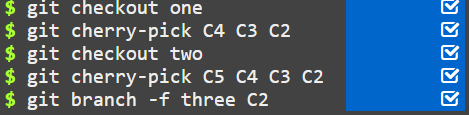 $ git checkout one
$ git cherry-pick C4 C3 C2
$ git checkout two
$ git cherry-pick C5 C4 C3 C2
$ git branch -f three C2